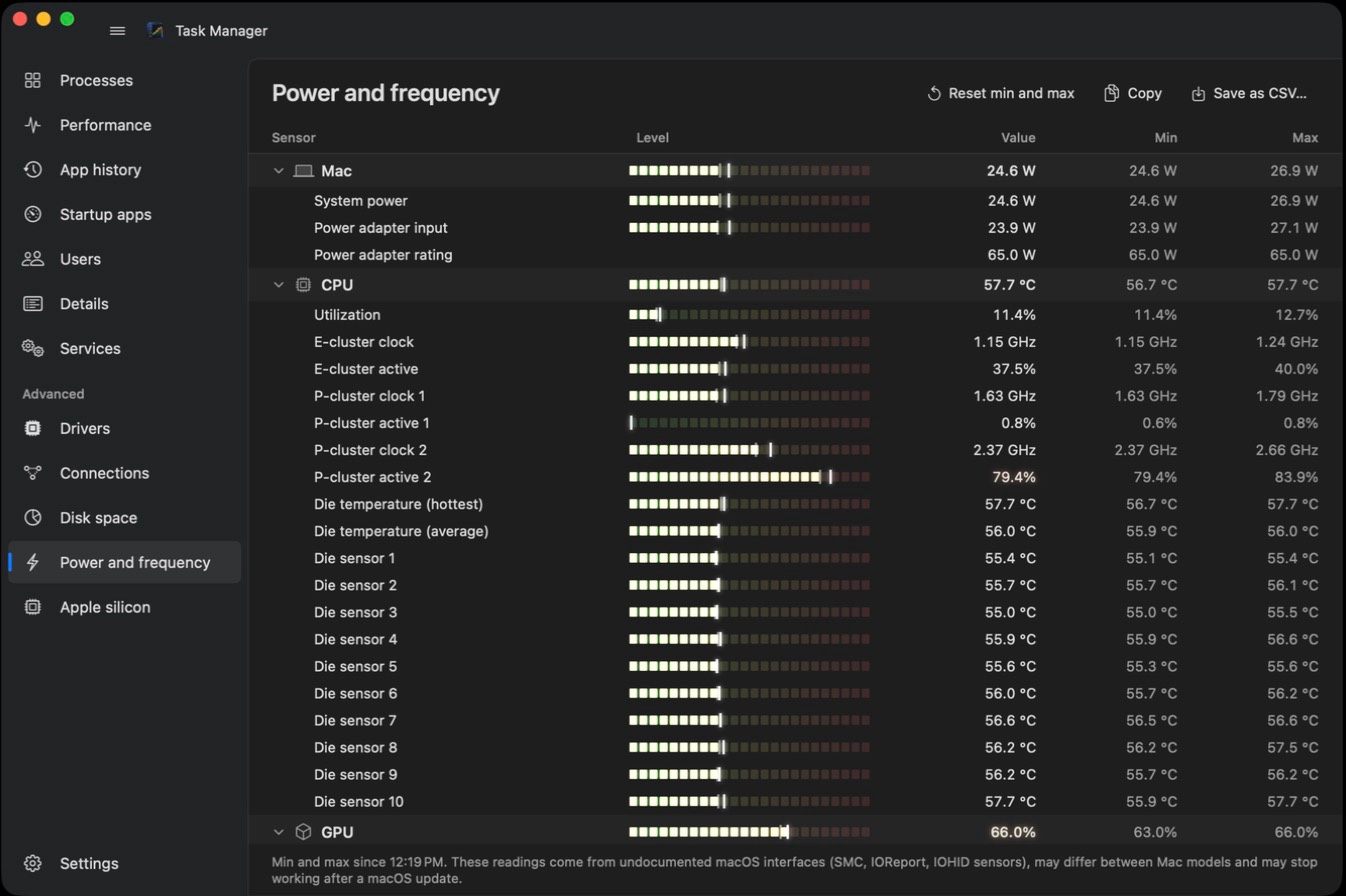 Task Manager
Processes
Performance
App history
Startup apps
Users
Details
Services
Advanced
Drivers
Connections
Disk space
Power and frequency
Apple silicon
Settings
Power and frequency
Reset min and max Copy Save as CSV...
Sensor Level Value Min Max
Mac 24.6 W 24.6 W 26.9 W
System power 24.6 W 24.6 W 26.9 W
Power adapter input 23.9 W 23.9 W 27.1 W
Power adapter rating 65.0 W 65.0 W 65.0 W
CPU 57.7 °C 56.7 °C 57.7 °C
Utilization 11.4% 11.4% 12.7%
E-cluster clock 1.15 GHz 1.15 GHz 1.24 GHz
E-cluster active 37.5% 37.5% 40.0%
P-cluster clock 1 1.63 GHz 1.63 GHz 1.79 GHz
P-cluster active 1 0.8% 0.6% 0.8%
P-cluster clock 2 2.37 GHz 2.37 GHz 2.66 GHz
P-cluster active 2 79.4% 79.4% 83.9%
Die temperature (hottest) 57.7 °C 56.7 °C 57.7 °C
Die temperature (average) 56.0 °C 55.9 °C 56.0 °C
Die sensor 1 55.4 °C 55.1 °C 55.4 °C
Die sensor 2 55.7 °C 55.7 °C 56.1 °C
Die sensor 3 55.0 °C 55.0 °C 55.5 °C
Die sensor 4 55.9 °C 55.9 °C 56.6 °C
Die sensor 5 55.6 °C 55.3 °C 55.6 °C
Die sensor 6 56.0 °C 55.7 °C 56.2 °C
Die sensor 7 56.6 °C 56.5 °C 56.6 °C
Die sensor 8 56.2 °C 56.2 °C 57.5 °C
Die sensor 9 56.2 °C 55.7 °C 56.2 °C
Die sensor 10 57.7 °C 55.9 °C 57.7 °C
GPU 66.0% 63.0% 66.0%
Min and max since 12:19 PM. These readings come from undocumented macOS interfaces (SMC, IOReport, IOHID sensors), may differ between Mac models and may stop
working after a macOS update.